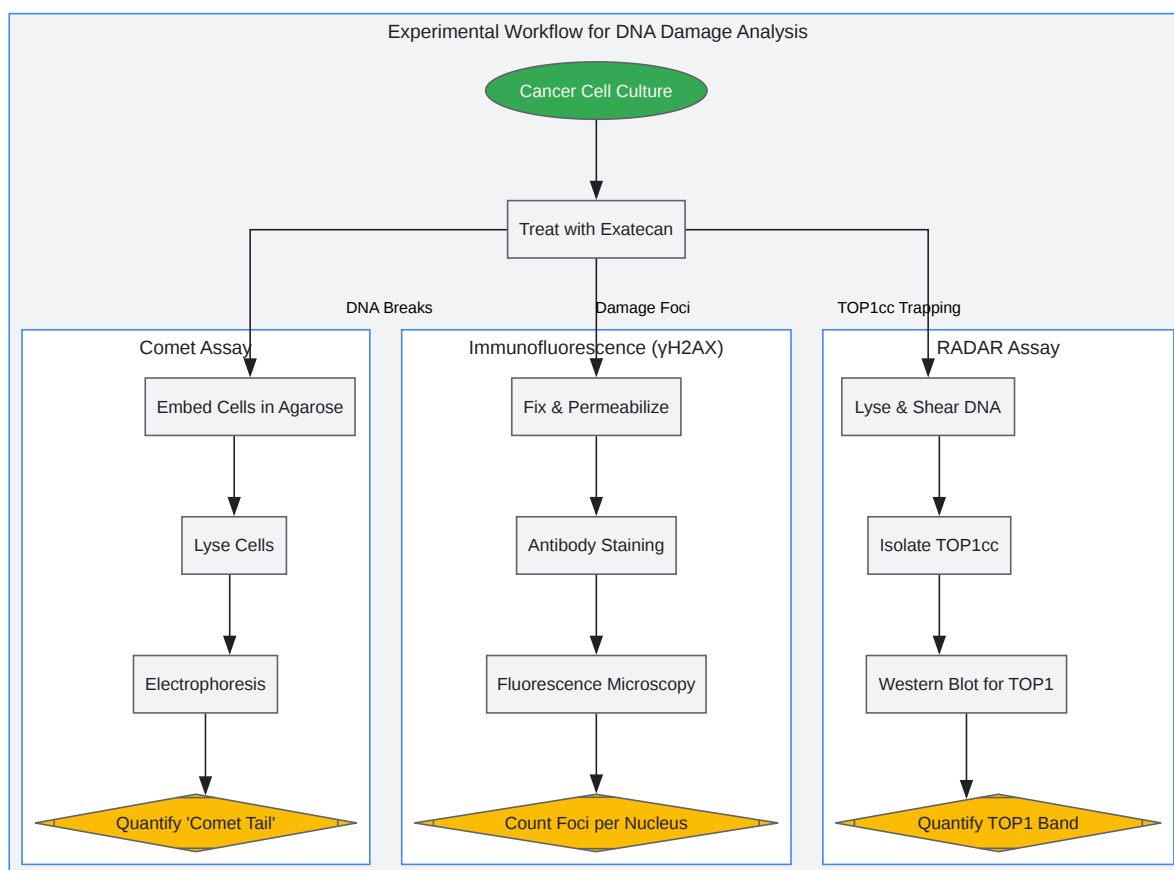 Experimental Workflow for DNA Damage Analysis
Cancer Cell Culture
Treat with Exatecan
DNA Breaks
Damage Foci
TOP1cc Trapping
Comet Assay
Immunofluorescence (γH2AX)
RADAR Assay
Embed Cells in Agarose
Fix & Permeabilize
Lyse & Shear DNA
Lyse Cells
Antibody Staining
Isolate TOP1cc
Electrophoresis
Fluorescence Microscopy
Western Blot for TOP1
Quantify 'Comet Tail'
Count Foci per Nucleus
Quantify TOP1 Band